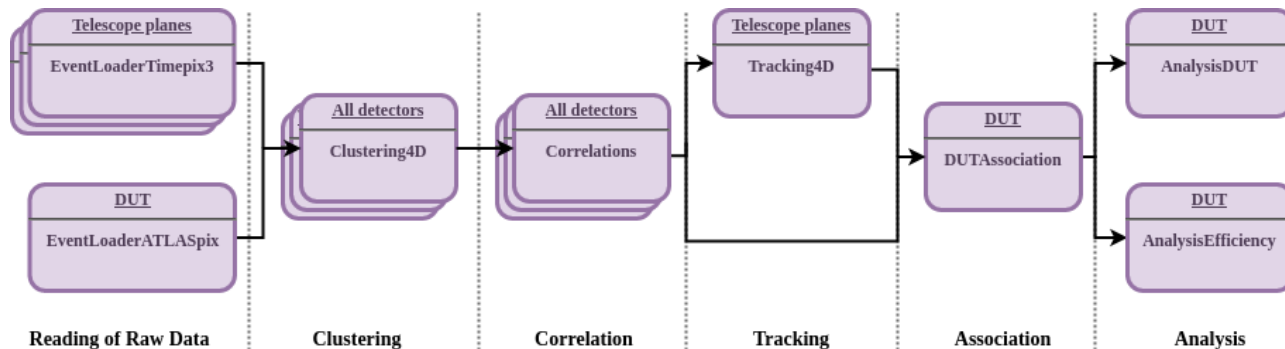 Telescope planes
EventLoaderTimepix3
DUT
EventLoaderATLASpix
Reading of Raw Data
All detectors
Clustering4D
Clustering
All detectors
Correlations
Correlation
Telescope planes
Tracking4D
Tracking
DUT
DUTAssociation
Association
DUT
AnalysisDUT
DUT
AnalysisEfficiency
Analysis